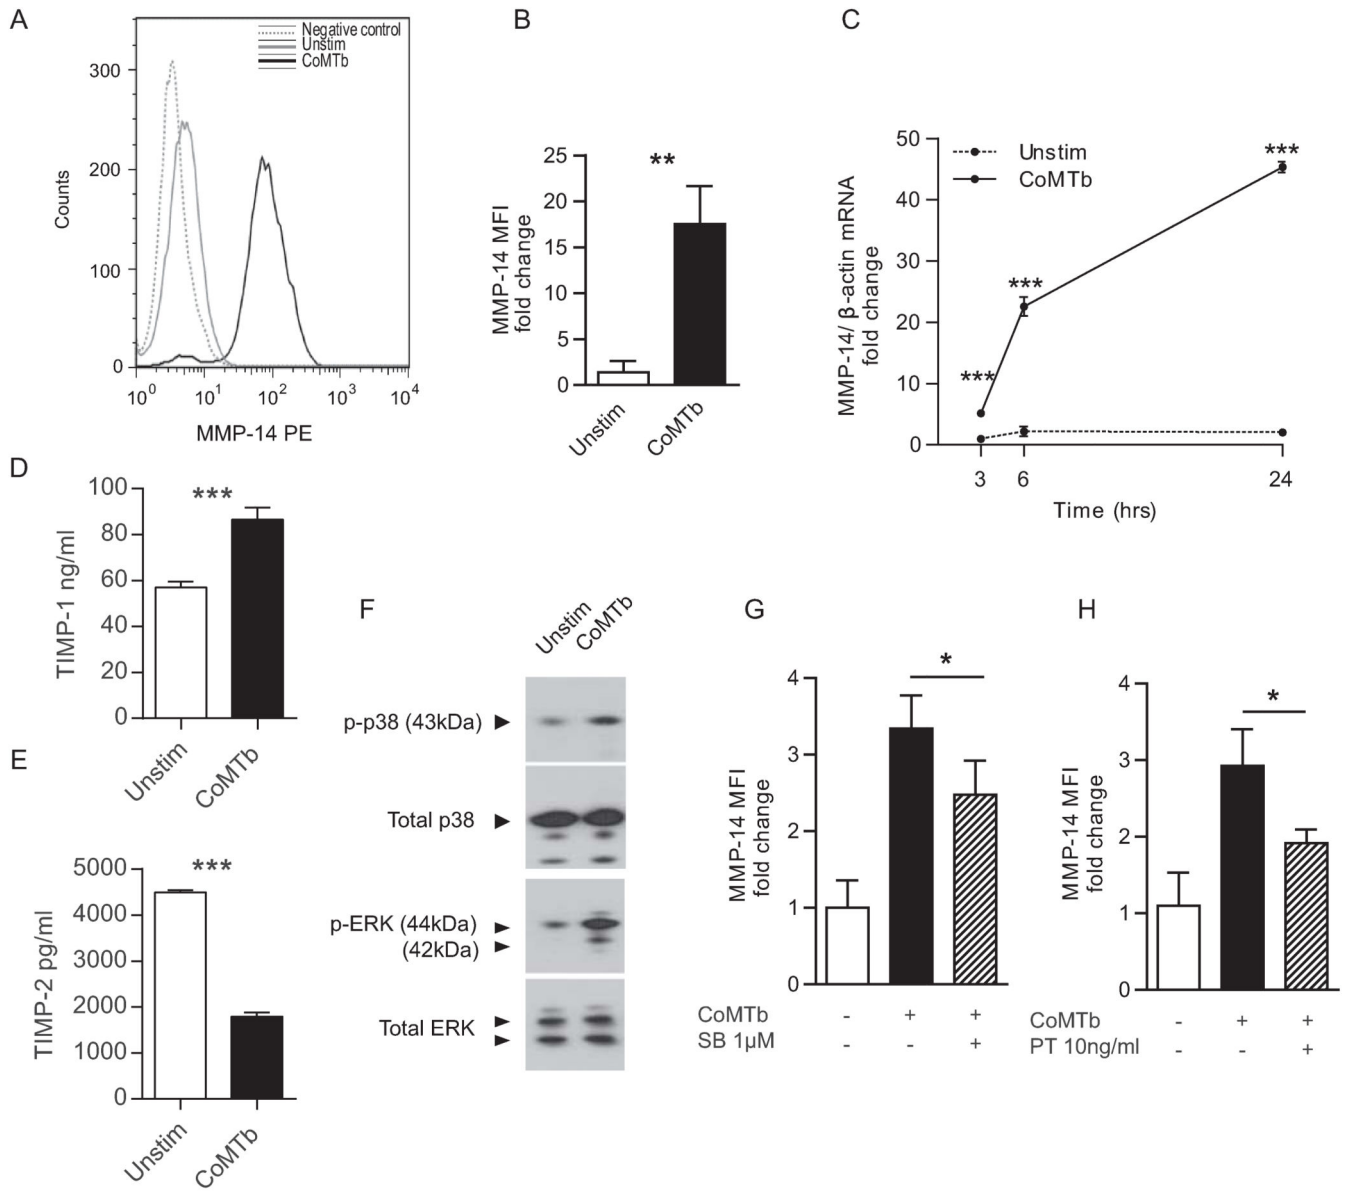 A
Negative control
Unstim
CoMTb
300
200
100
0
Counts
10^0 10^1 10^2 10^3 10^4
MMP-14 PE
B
**
25
20
15
10
5
0
MMP-14 MFI
fold change
Unstim
CoMTb
C
Unstim
CoMTb
50
40
30
20
10
0
MMP-14/ β-actin mRNA
fold change
***
***
***
3 6 24
Time (hrs)
D
***
100
80
60
40
20
0
TIMP-1 ng/ml
Unstim
CoMTb
E
***
5000
4000
3000
2000
1000
0
TIMP-2 pg/ml
Unstim
CoMTb
F
Unstim
CoMTb
p-p38 (43kDa)
Total p38
p-ERK (44kDa)
(42kDa)
Total ERK
G
*
4
3
2
1
0
MMP-14 MFI
fold change
CoMTb - + +
SB 1µM - - +
H
*
4
3
2
1
0
MMP-14 MFI
fold change
CoMTb - + +
PT 10ng/ml - - +